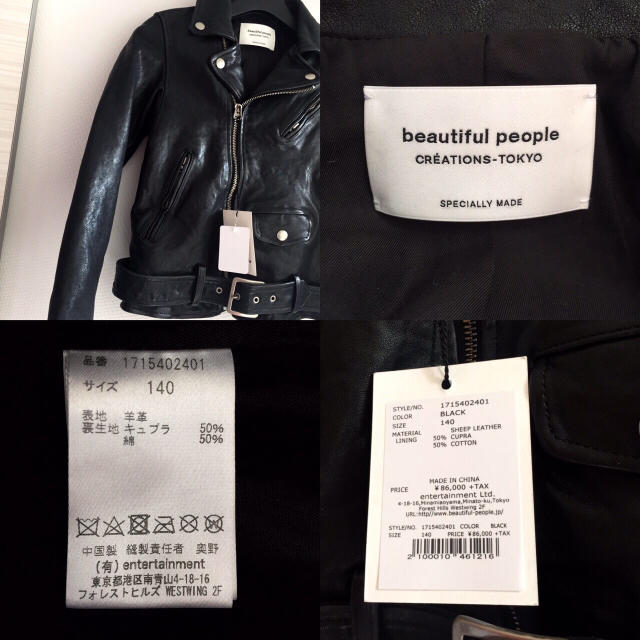 beautiful people
CRÉATIONS-TOKYO
SPECIALLY MADE
品番 1715402401
サイズ 140
表地 羊革
裏生地 キュプラ 50%
綿 50%
中国製 縫製責任者 実野
(有) entertainment
東京都港区南青山4-18-16
フォレストヒルズ WESTWING 2F
STYLE/NO. 1715402401
COLOR BLACK
SIZE 140
MATERIAL SHEEP LEATHER
LINING 50% CUPRA
50% COTTON
MADE IN CHINA
PRICE ¥86,000 +TAX
entertainment Ltd.
4-18-16,Minamiaoyama,Minato-ku,Tokyo
Forest Hills Westwing 2F
URL:http//www.beautiful-people.jp/
STYLE/NO. 1715402401 COLOR BLACK
SIZE 140 PRICE ¥86,000 +TAX
2100010461216